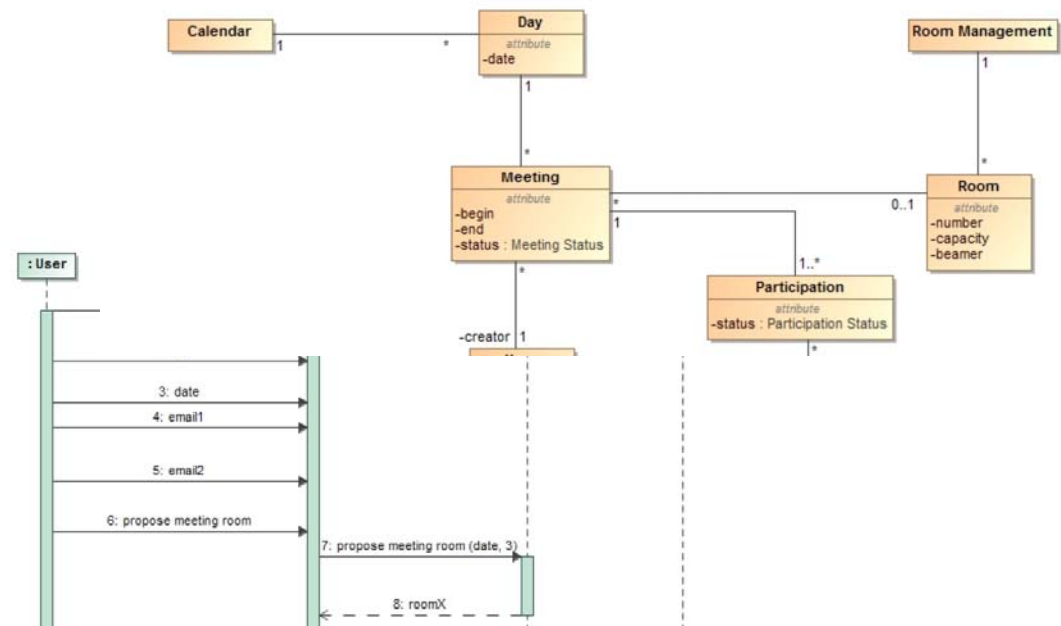 Calendar
1
*
Day
attribute
-date
1
Room Management
1
*
*
Meeting
attribute
-begin
-end
-status : Meeting Status
*
1
0..1
Room
attribute
-number
-capacity
-beamer
: User
1..*
Participation
attribute
-status : Participation Status
*
*
-creator
1
3: date
4: email1
5: email2
6: propose meeting room
7: propose meeting room (date, 3)
8: roomX